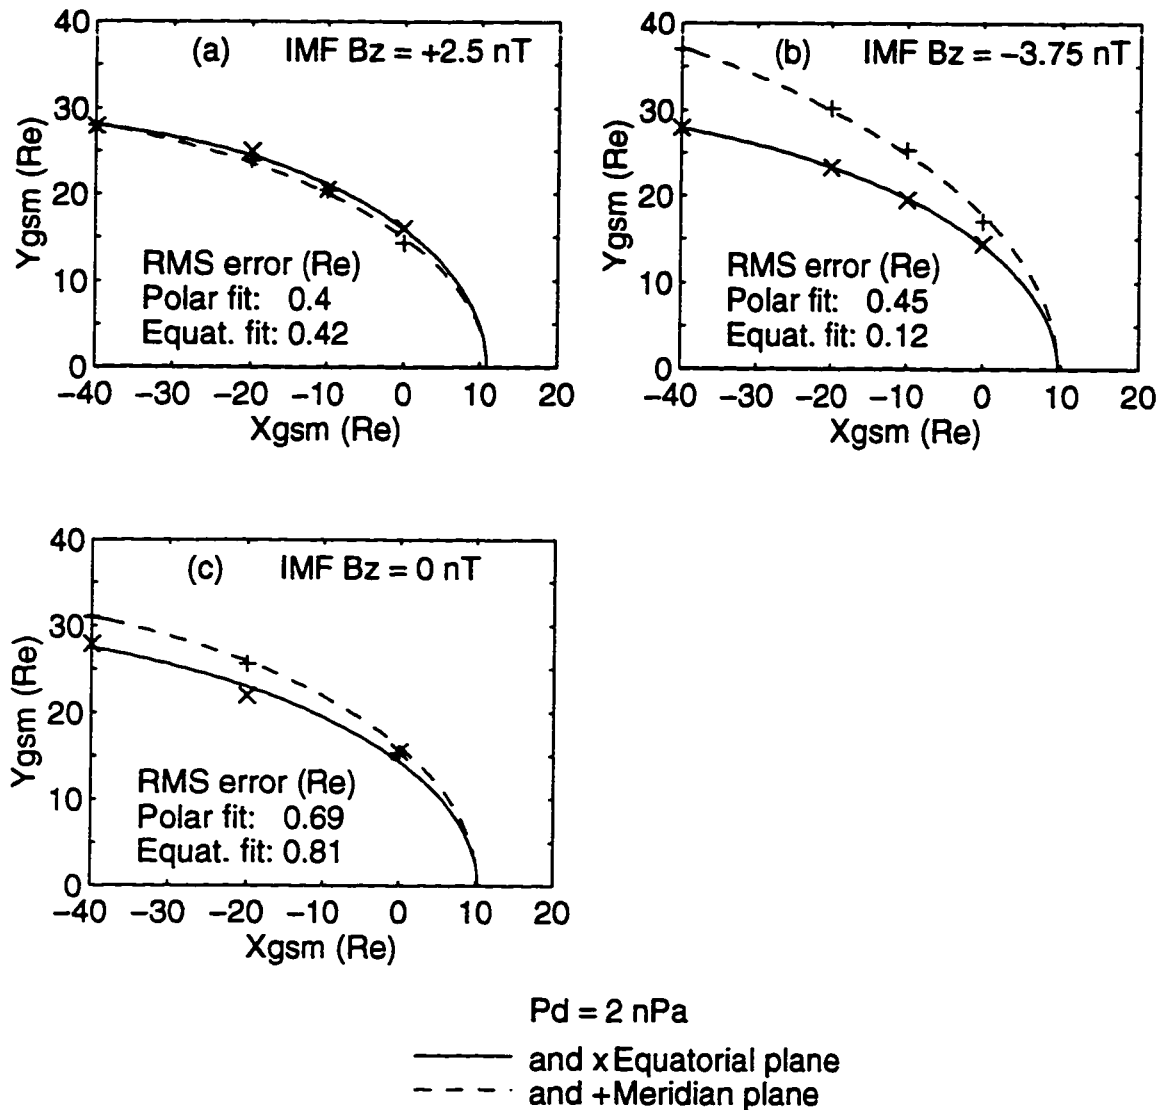 (a) IMF Bz = +2.5 nT
40
30
20
10
0
Ygsm (Re)
RMS error (Re)
Polar fit: 0.4
Equat. fit: 0.42
−40 −30 −20 −10 0 10 20
Xgsm (Re)
(b) IMF Bz = −3.75 nT
40
30
20
10
0
Ygsm (Re)
RMS error (Re)
Polar fit: 0.45
Equat. fit: 0.12
−40 −30 −20 −10 0 10 20
Xgsm (Re)
(c) IMF Bz = 0 nT
40
30
20
10
0
Ygsm (Re)
RMS error (Re)
Polar fit: 0.69
Equat. fit: 0.81
−40 −30 −20 −10 0 10 20
Xgsm (Re)
Pd = 2 nPa
and x Equatorial plane
and + Meridian plane